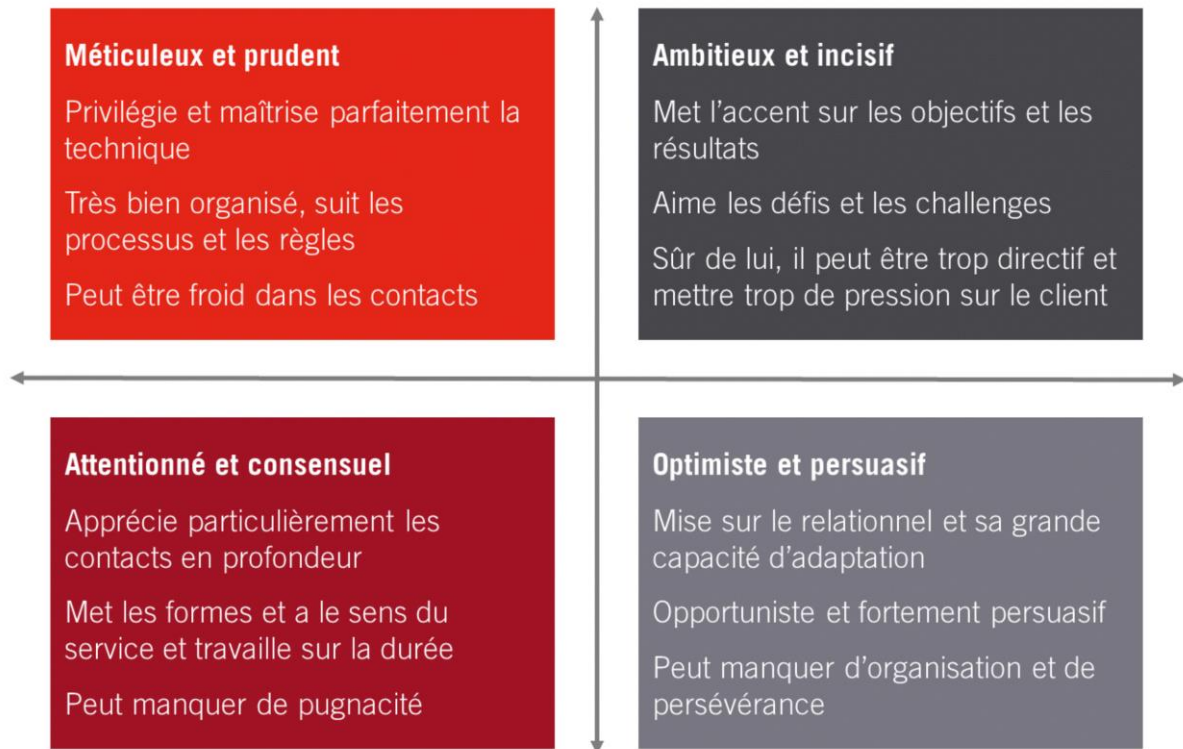 Méticuleux et prudent
Privilégie et maîtrise parfaitement la
technique
Très bien organisé, suit les
processus et les règles
Peut être froid dans les contacts
Ambitieux et incisif
Met l’accent sur les objectifs et les
résultats
Aime les défis et les challenges
Sûr de lui, il peut être trop directif et
mettre trop de pression sur le client
Attentionné et consensuel
Apprécie particulièrement les
contacts en profondeur
Met les formes et a le sens du
service et travaille sur la durée
Peut manquer de pugnacité
Optimiste et persuasif
Mise sur le relationnel et sa grande
capacité d’adaptation
Opportuniste et fortement persuasif
Peut manquer d’organisation et de
persévérance